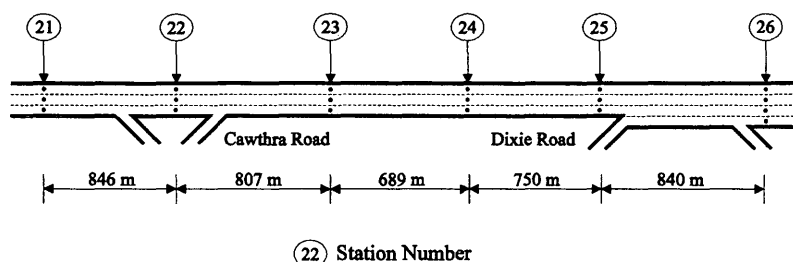 21 22 23 24 25 26
Cawthra Road Dixie Road
846 m 807 m 689 m 750 m 840 m
22 Station Number